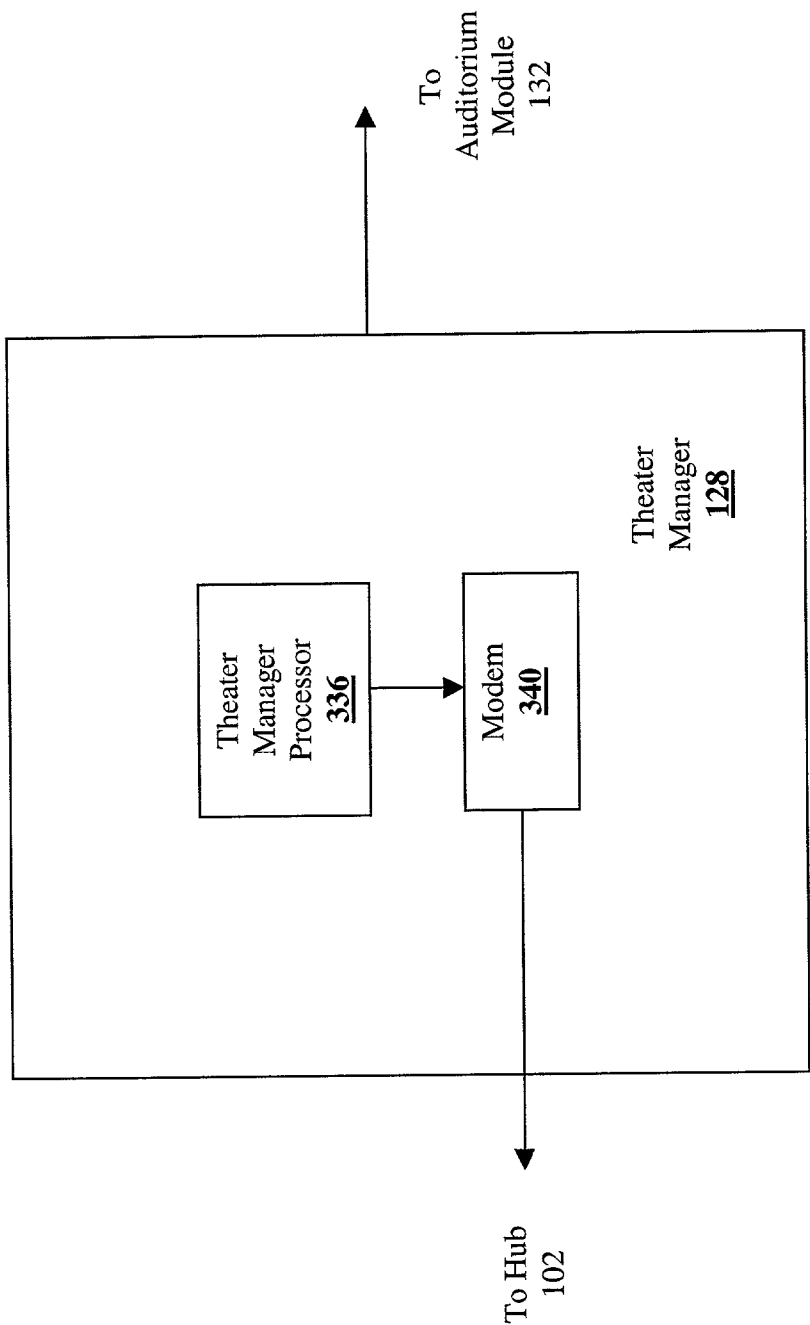 To
Auditorium
Module
132
Theater
Manager
Processor
336
Modem
340
Theater
Manager
128
To Hub
102